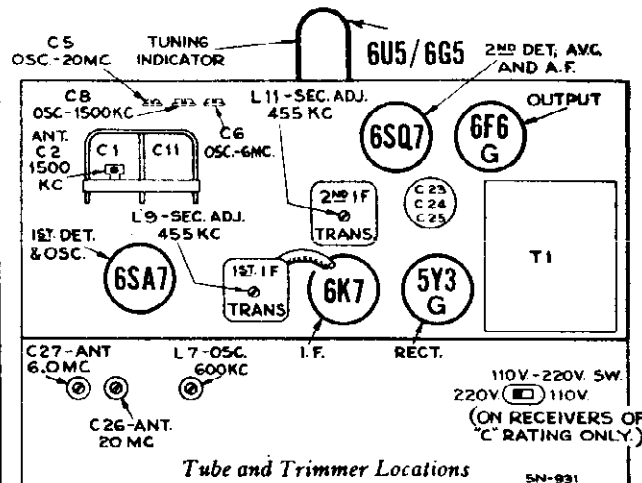 C5
OSC.-20MC
TUNING
INDICATOR
6U5/6G5
2ND DET, A.V.C.
AND A.F.
C8
OSC-1500KC
L11-SEC. ADJ.
455 KC
OUTPUT
ANT.
C2
1500
KC
C1
C11
C6
OSC.-6MC.
6SQ7
6F6
G
L9-SEC. ADJ.
455KC
2ND IF
TRANS.
C23
C24
C25
1ST. DET.
& OSC.
6SA7
1ST. IF
TRANS
6K7
5Y3
G
T1
C27-ANT
6.0MC
L7-OSC.
600KC
I.F.
RECT.
110V.-220V. SW.
220V. 110V.
(ON RECEIVERS OF
"C" RATING ONLY.)
C26-ANT.
20 MC
Tube and Trimmer Locations
SN-931